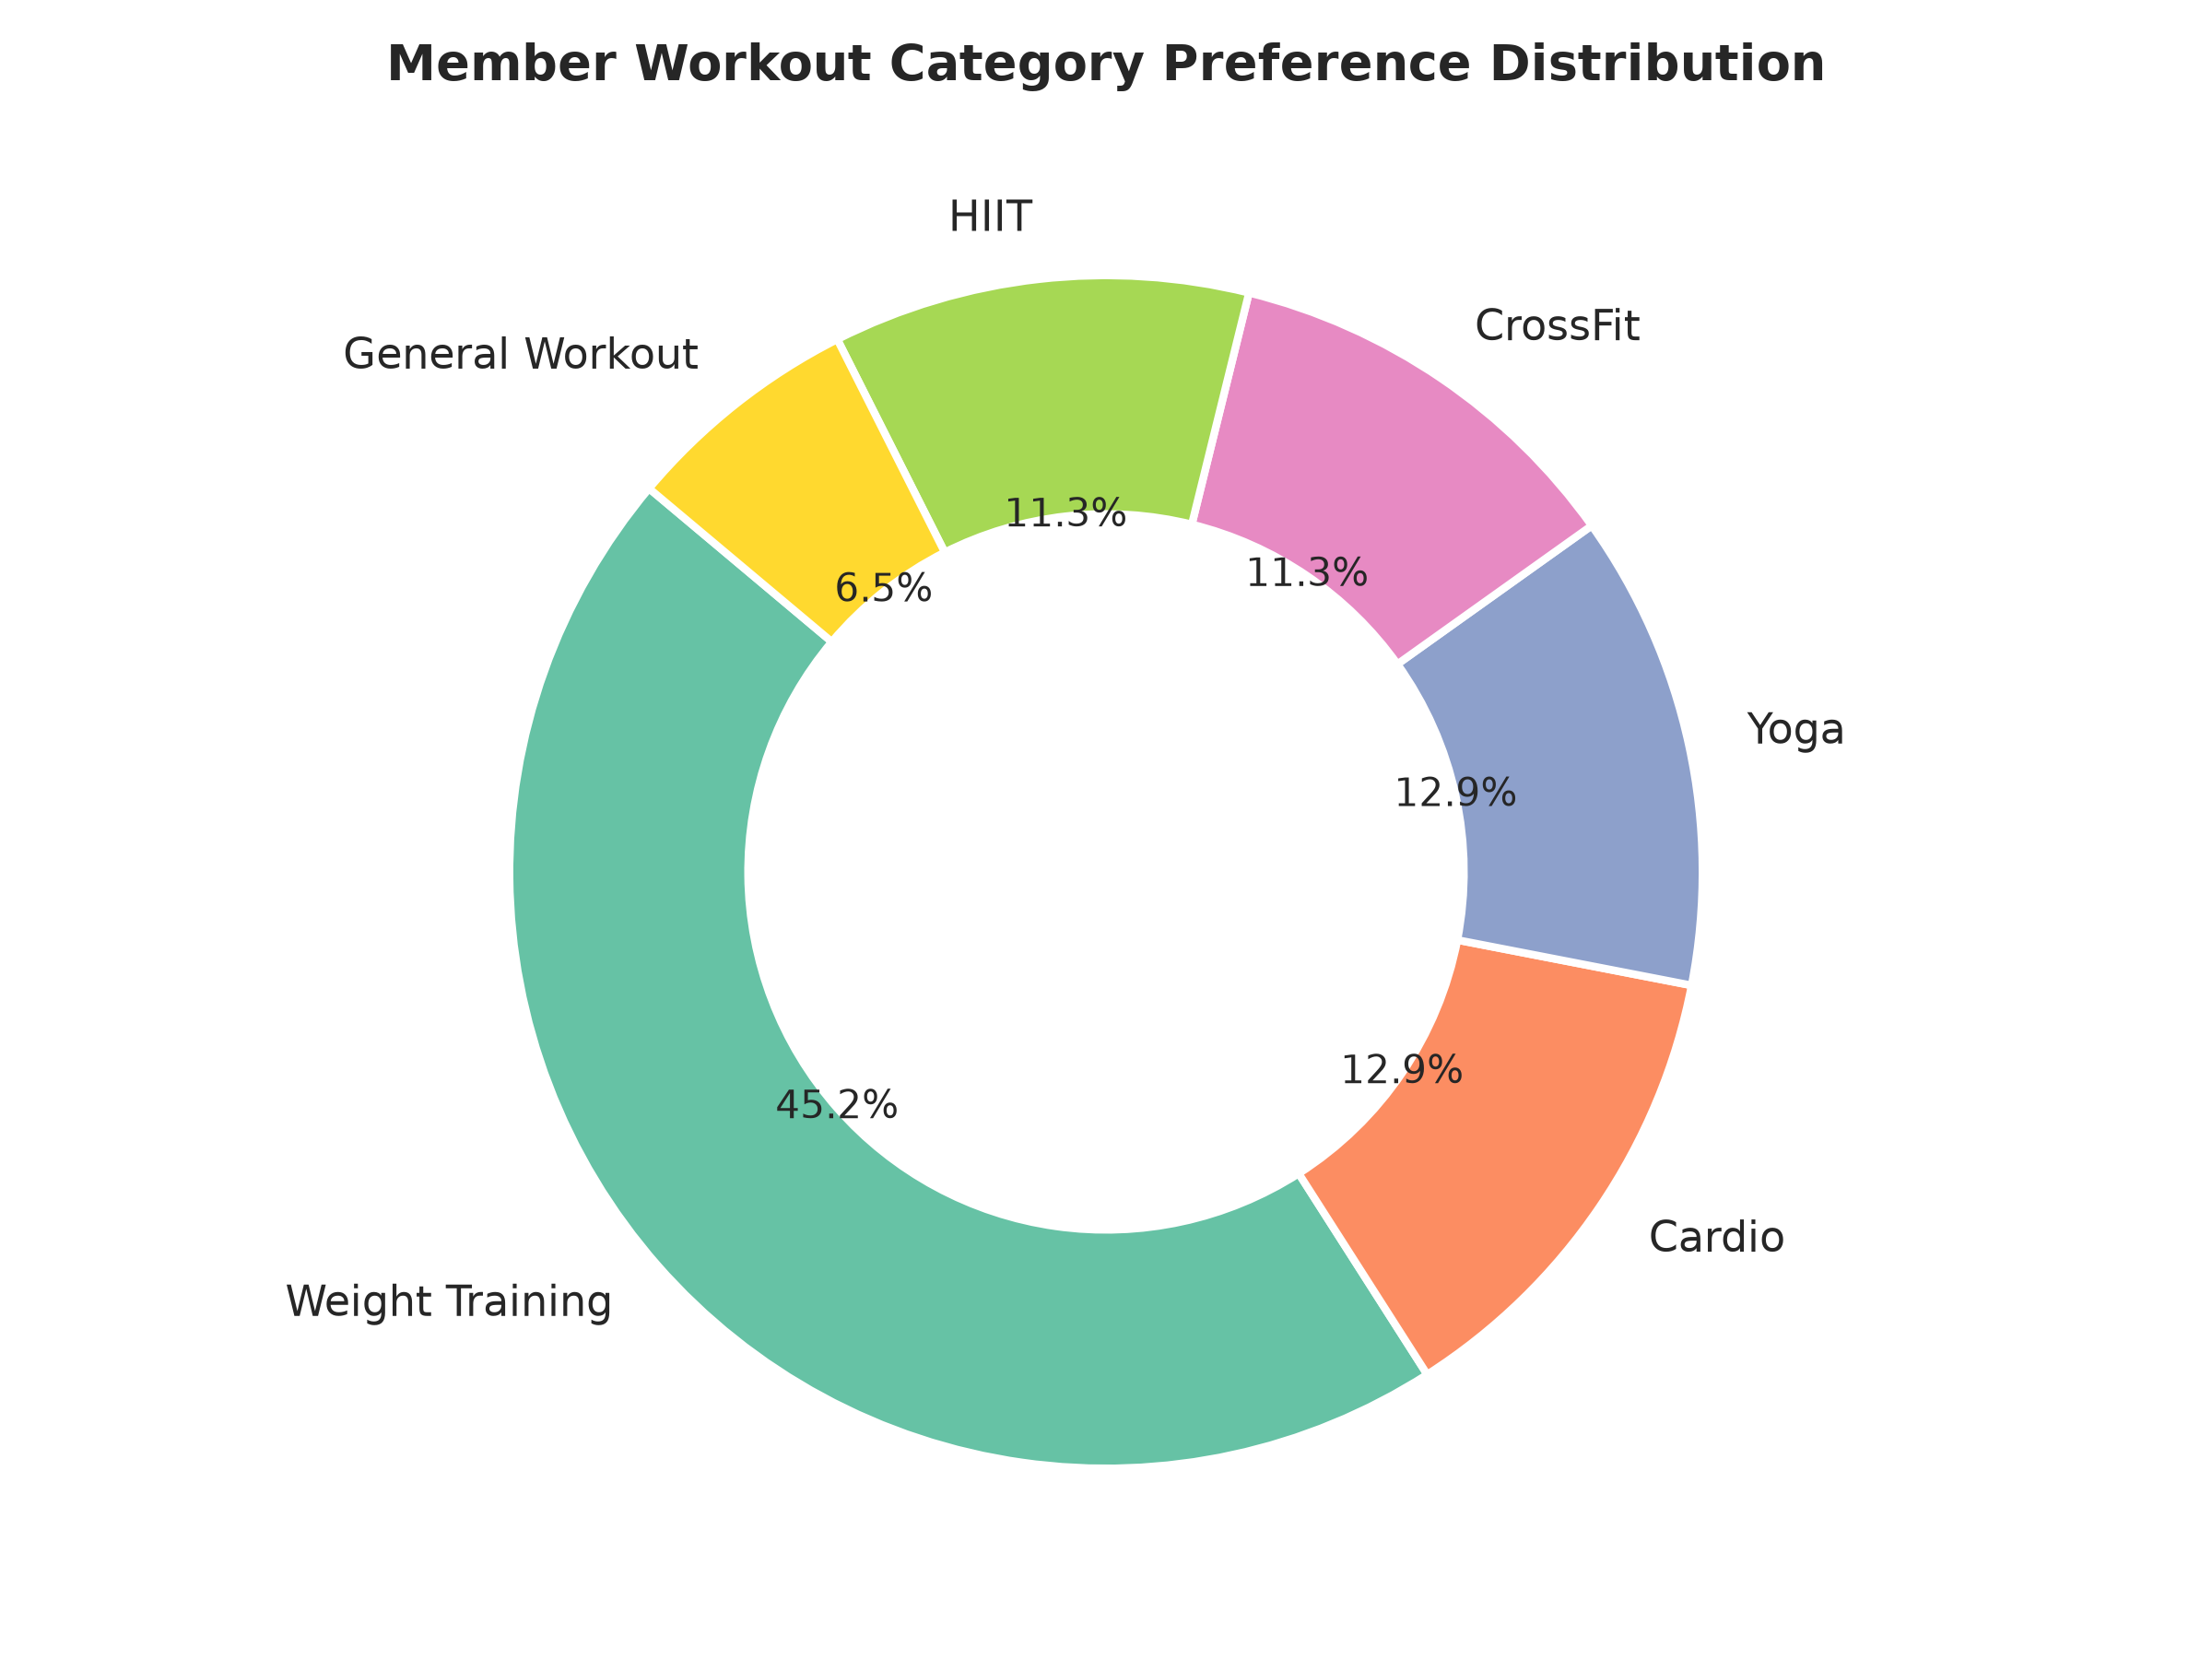 Member Workout Category Preference Distribution
HIIT
CrossFit
General Workout
11.3%
11.3%
6.5%
Yoga
12.9%
12.9%
45.2%
Cardio
Weight Training